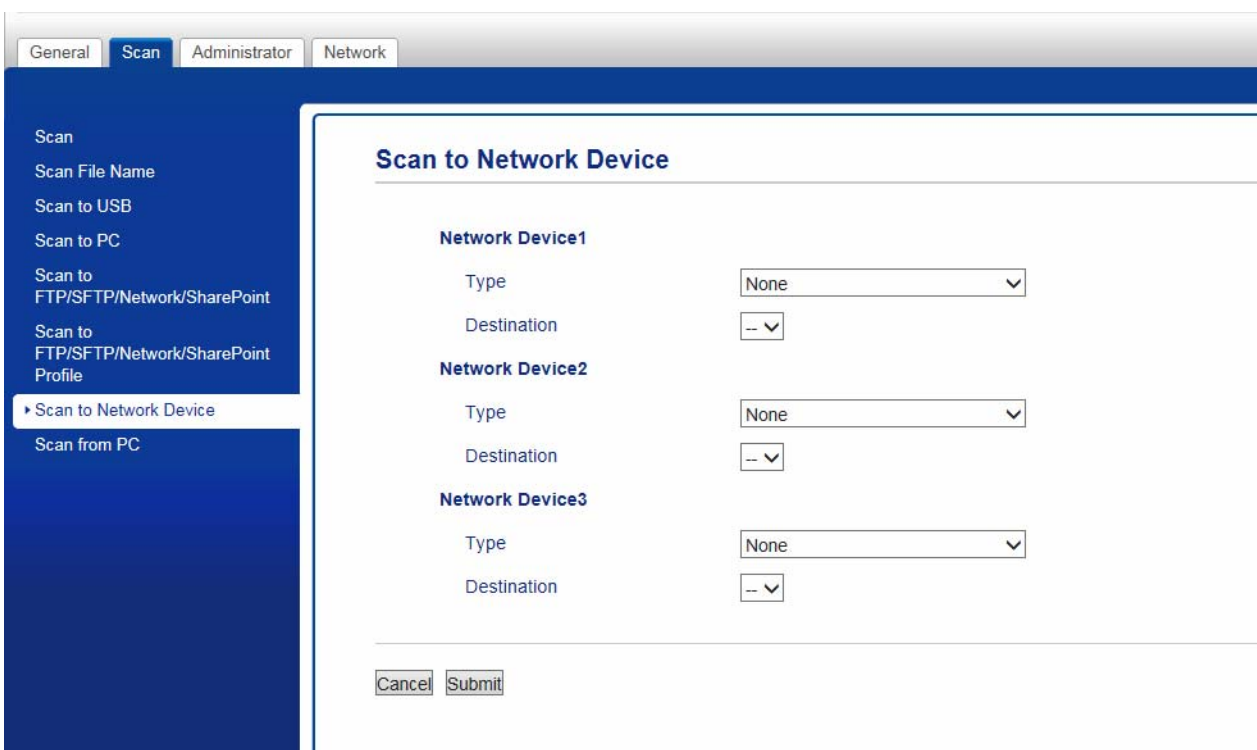 General Scan Administrator Network
Scan
Scan File Name
Scan to USB
Scan to PC
Scan to
FTP/SFTP/Network/SharePoint
Scan to
FTP/SFTP/Network/SharePoint
Profile
Scan to Network Device
Scan from PC
Scan to Network Device
Network Device1
Type None
Destination --
Network Device2
Type None
Destination --
Network Device3
Type None
Destination --
Cancel Submit